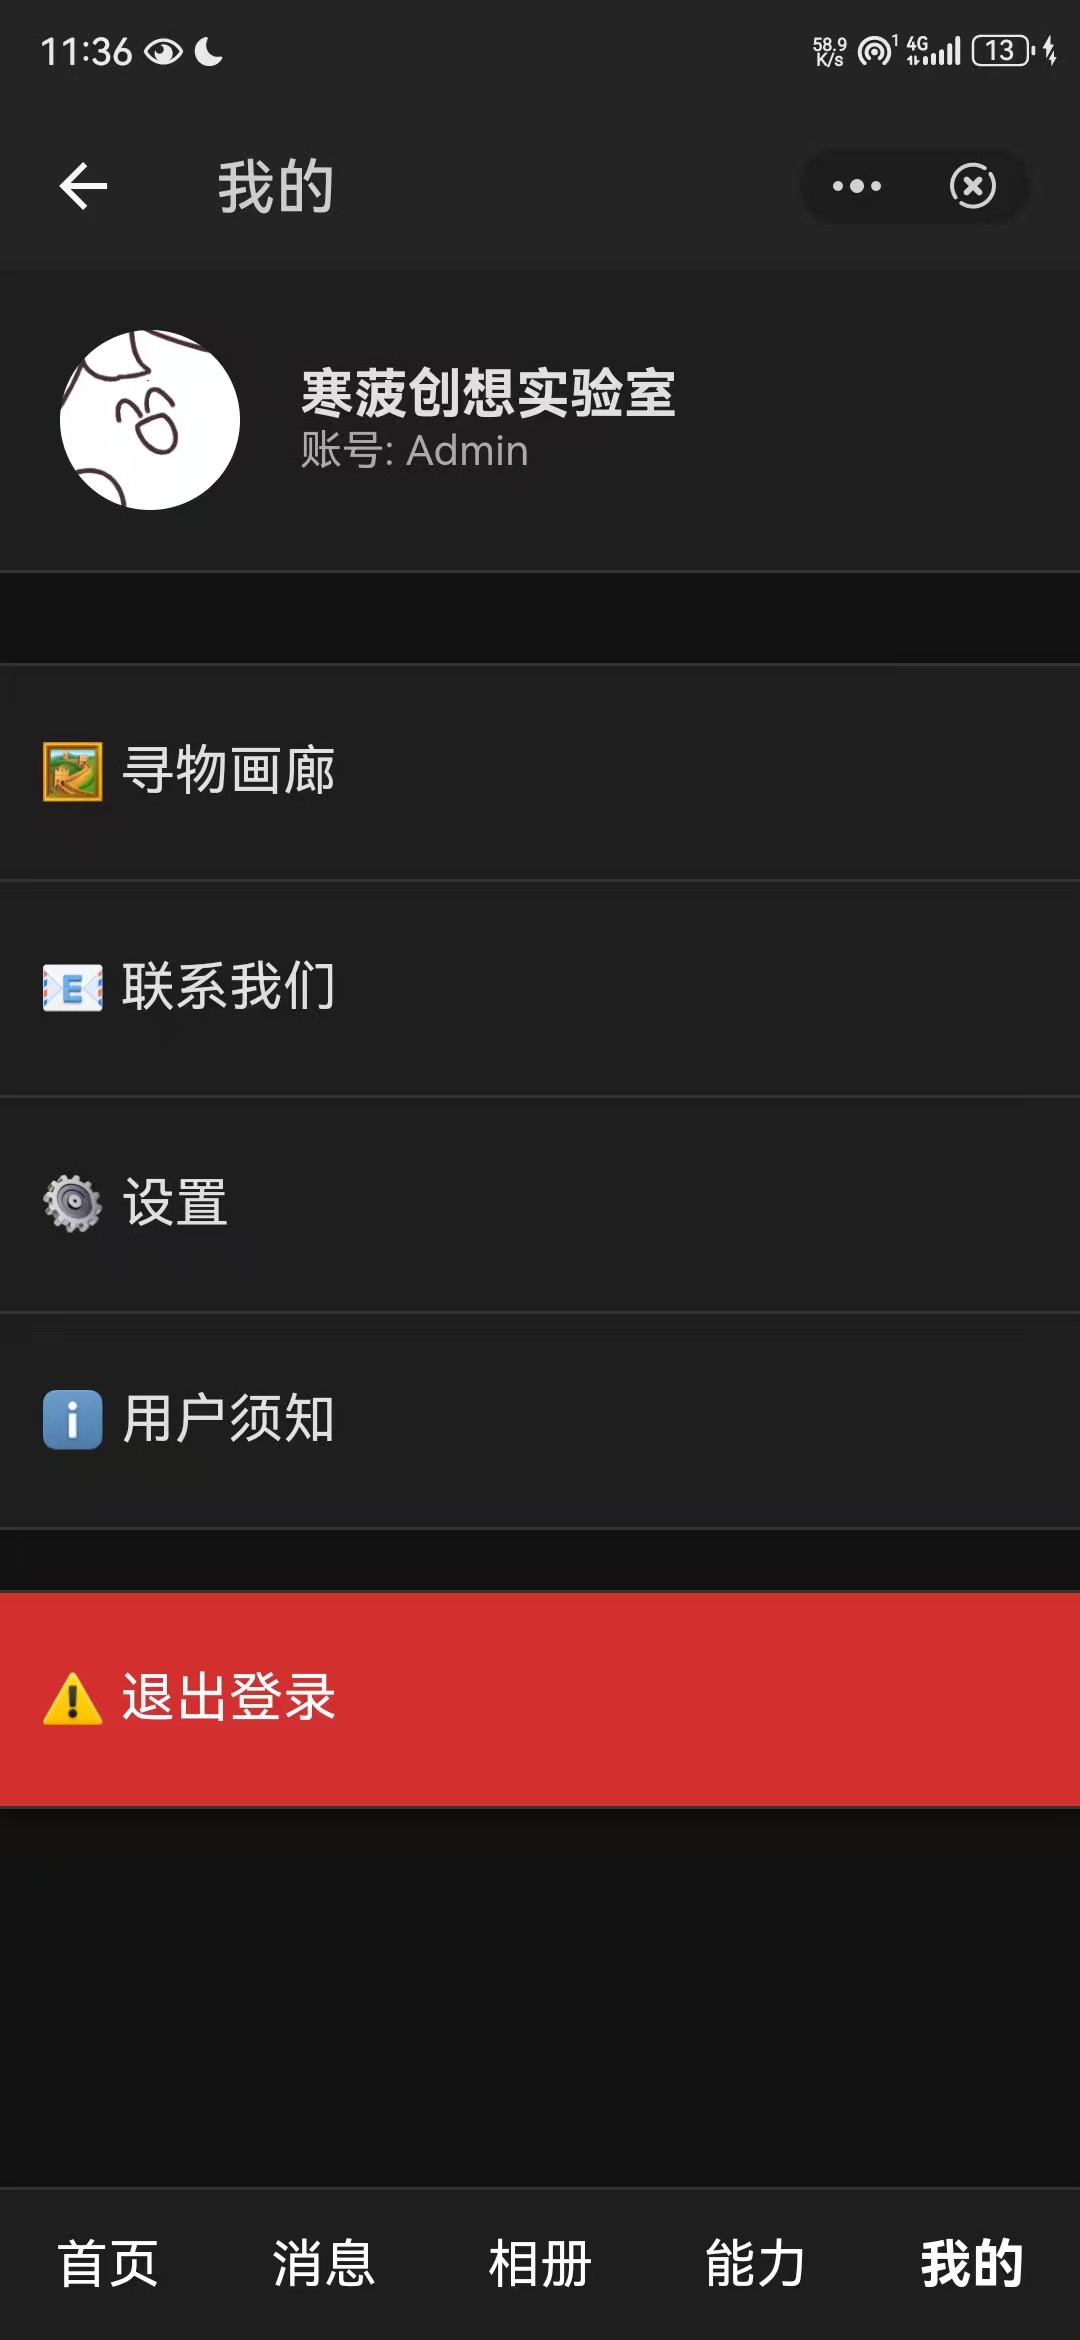 11:36
58.9 K/s 1 4G 13
我的
寒菠创想实验室
账号: Admin
寻物画廊
E 联系我们
设置
i 用户须知
退出登录
首页 消息 相册 能力 我的